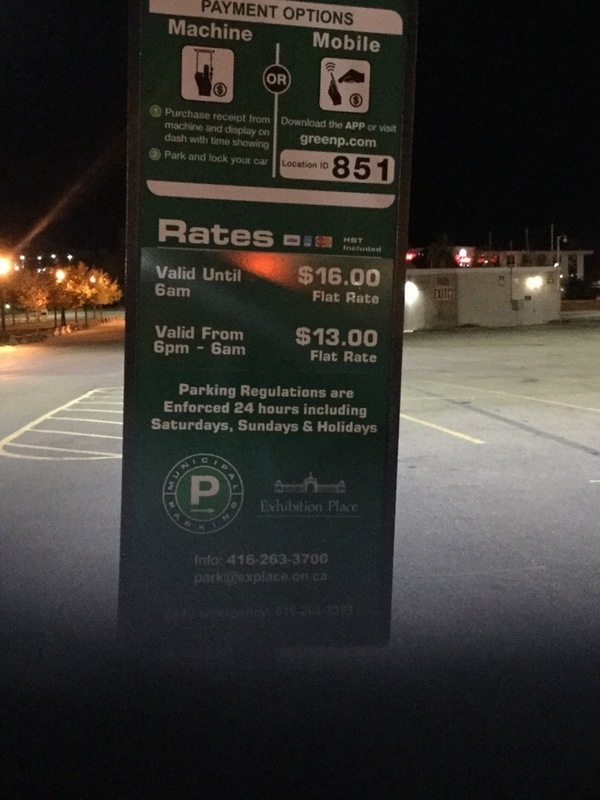 PAYMENT OPTIONS
Machine
OR
Mobile
1 Purchase receipt from
machine and display on
dash with time showing
2 Park and lock your car
Download the APP or visit
greenp.com
Location ID 851
Rates
HST
Included
Valid Until
6am
$16.00
Flat Rate
Valid From
6pm - 6am
$13.00
Flat Rate
Parking Regulations are
Enforced 24 hours including
Saturdays, Sundays & Holidays
MUNICIPAL
P
PARKING
Exhibition Place
Info: 416-263-3700
park@explace.on.ca
emergency: